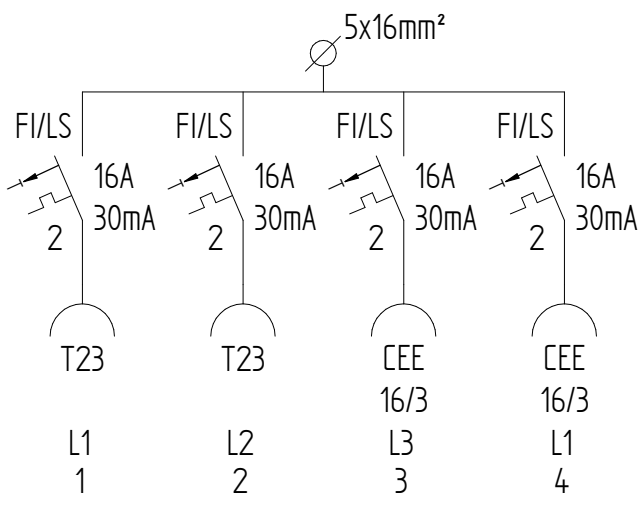 5x16mm²
FI/LS FI/LS FI/LS FI/LS
16A 16A 16A 16A
30mA 30mA 30mA 30mA
2 2 2 2
T23 T23 CEE CEE
16/3 16/3
L1 L2 L3 L1
1 2 3 4